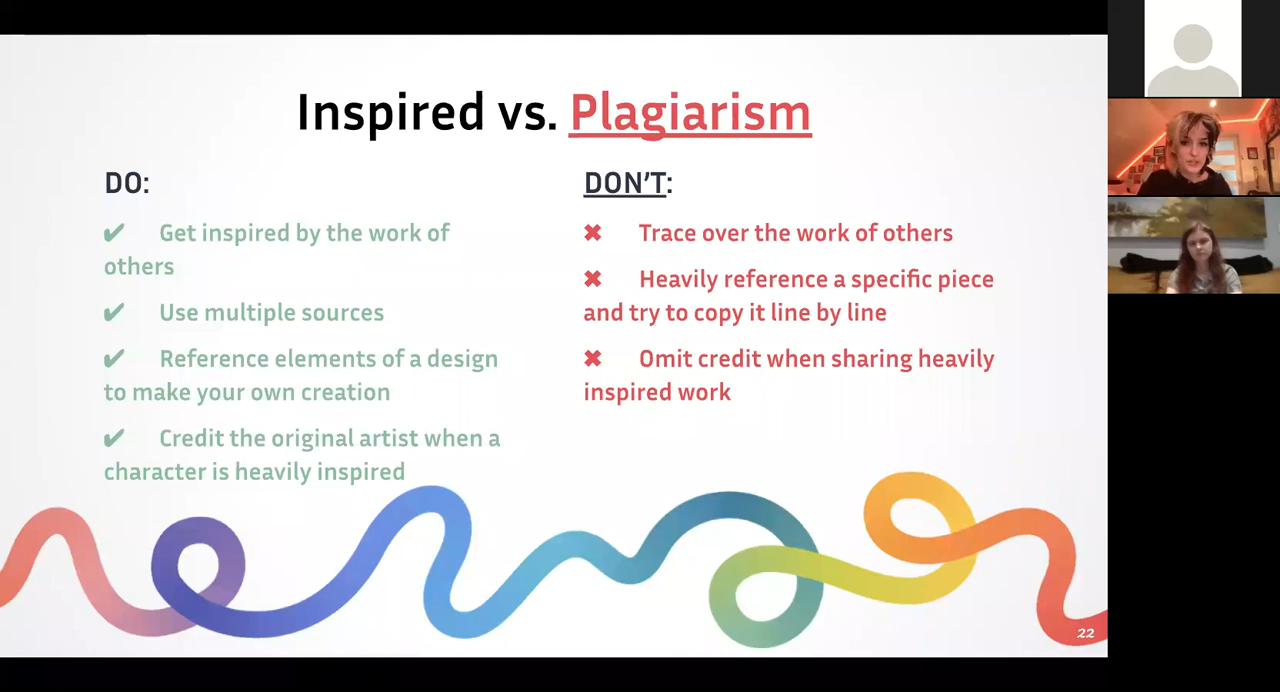 Inspired vs. Plagiarism
DO:
✔ Get inspired by the work of
others
✔ Use multiple sources
✔ Reference elements of a design
to make your own creation
✔ Credit the original artist when a
character is heavily inspired
DON'T:
✖ Trace over the work of others
✖ Heavily reference a specific piece
and try to copy it line by line
✖ Omit credit when sharing heavily
inspired work
22